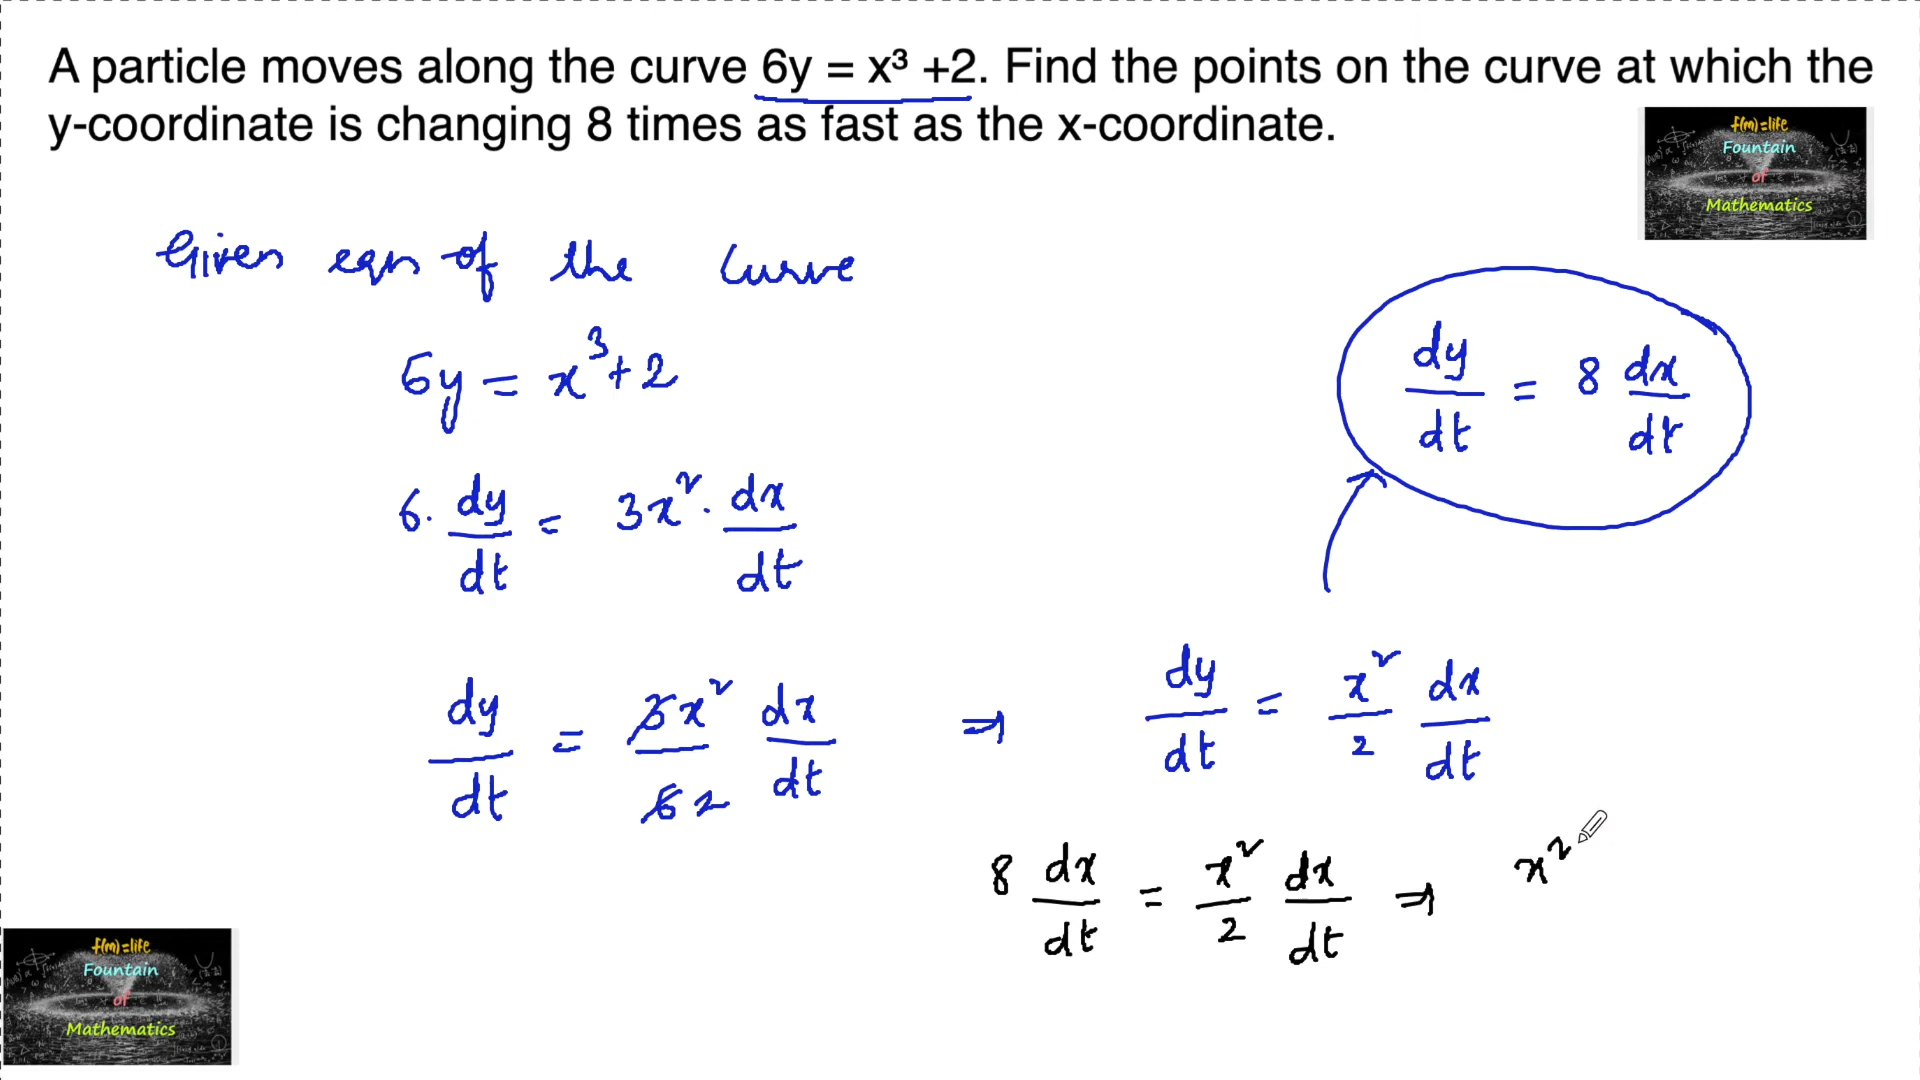 A particle moves along the curve 6y = x³ +2. Find the points on the curve at which the
y-coordinate is changing 8 times as fast as the x-coordinate.
f(m)=life
Fountain
of
Mathematics
Given eqn of the curve
6y = x³+2
dy/dt = 8 dx/dt
6. dy/dt = 3x². dx/dt
dy/dt = 3x²/6 2 dx/dt ⇒ dy/dt = x²/2 dx/dt
8 dx/dt = x²/2 dx/dt ⇒ x²
f(m)=life
Fountain
of
Mathematics